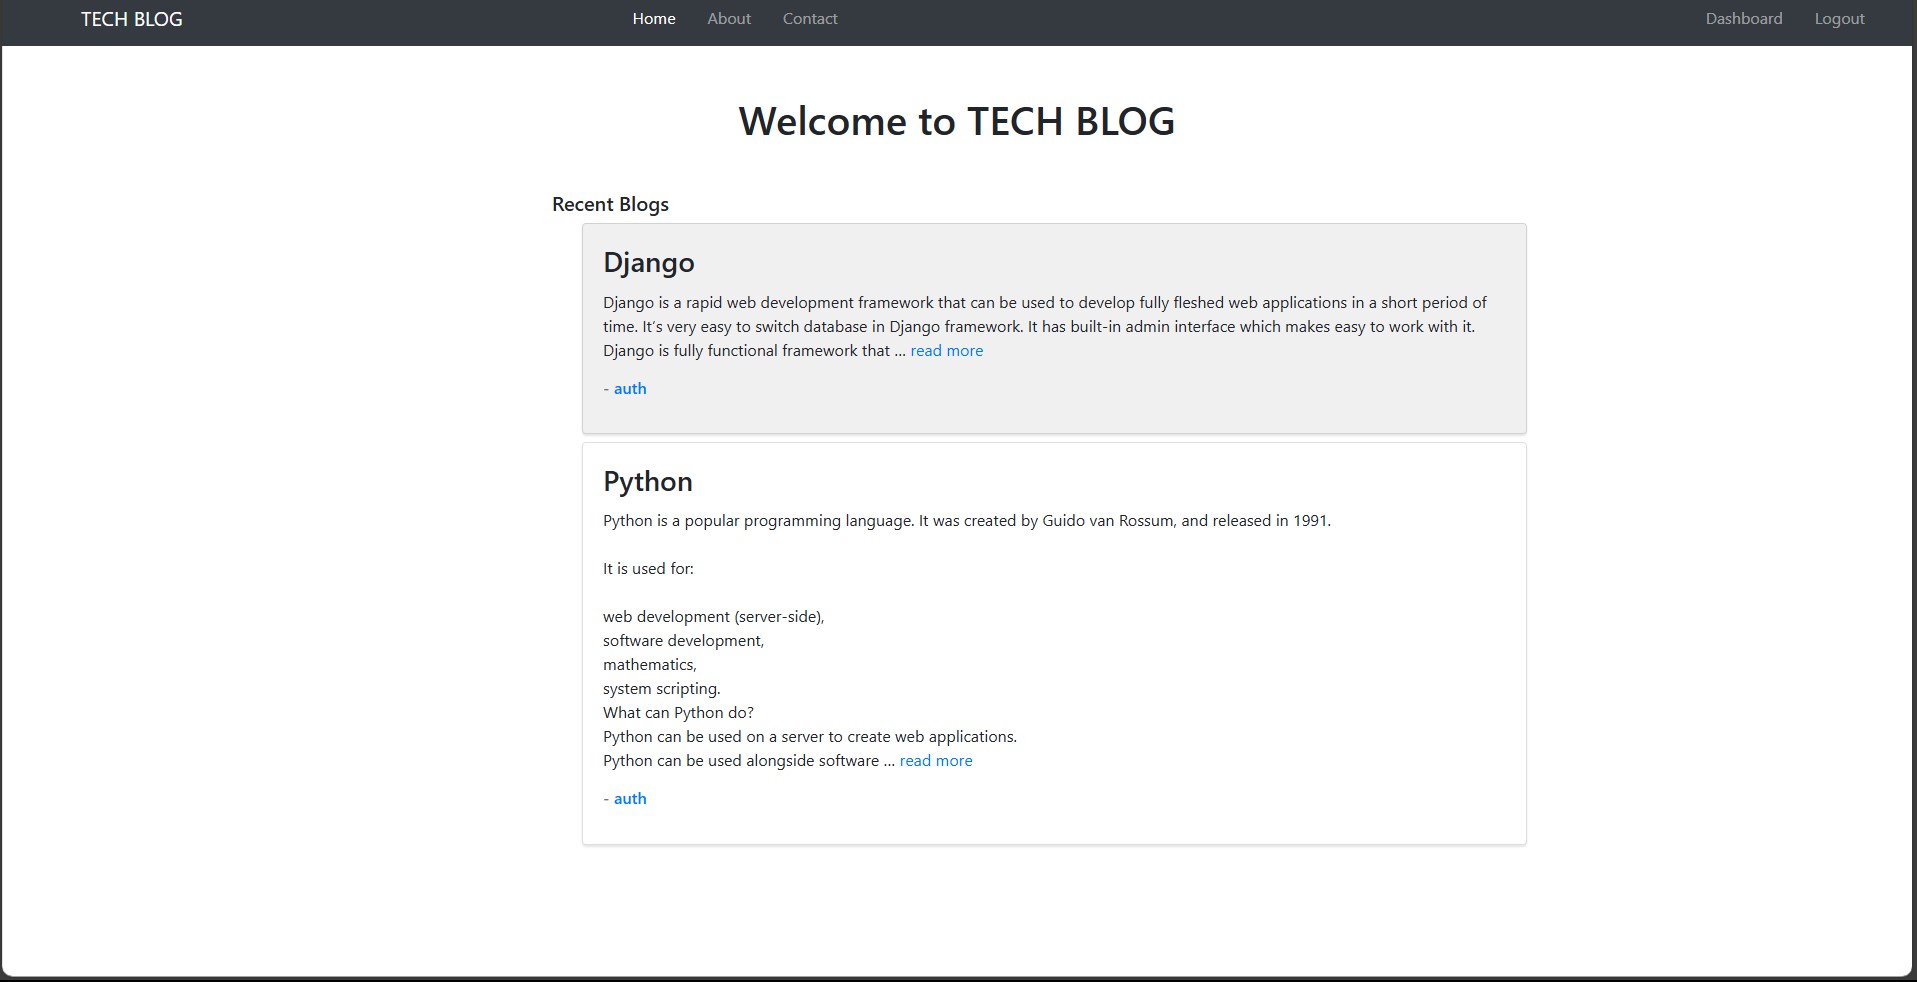 TECH BLOG
Home
About
Contact
Dashboard
Logout
Welcome to TECH BLOG
Recent Blogs
Django
Django is a rapid web development framework that can be used to develop fully fleshed web applications in a short period of
time. It’s very easy to switch database in Django framework. It has built-in admin interface which makes easy to work with it.
Django is fully functional framework that … read more
- auth
Python
Python is a popular programming language. It was created by Guido van Rossum, and released in 1991.
It is used for:
web development (server-side),
software development,
mathematics,
system scripting.
What can Python do?
Python can be used on a server to create web applications.
Python can be used alongside software … read more
- auth